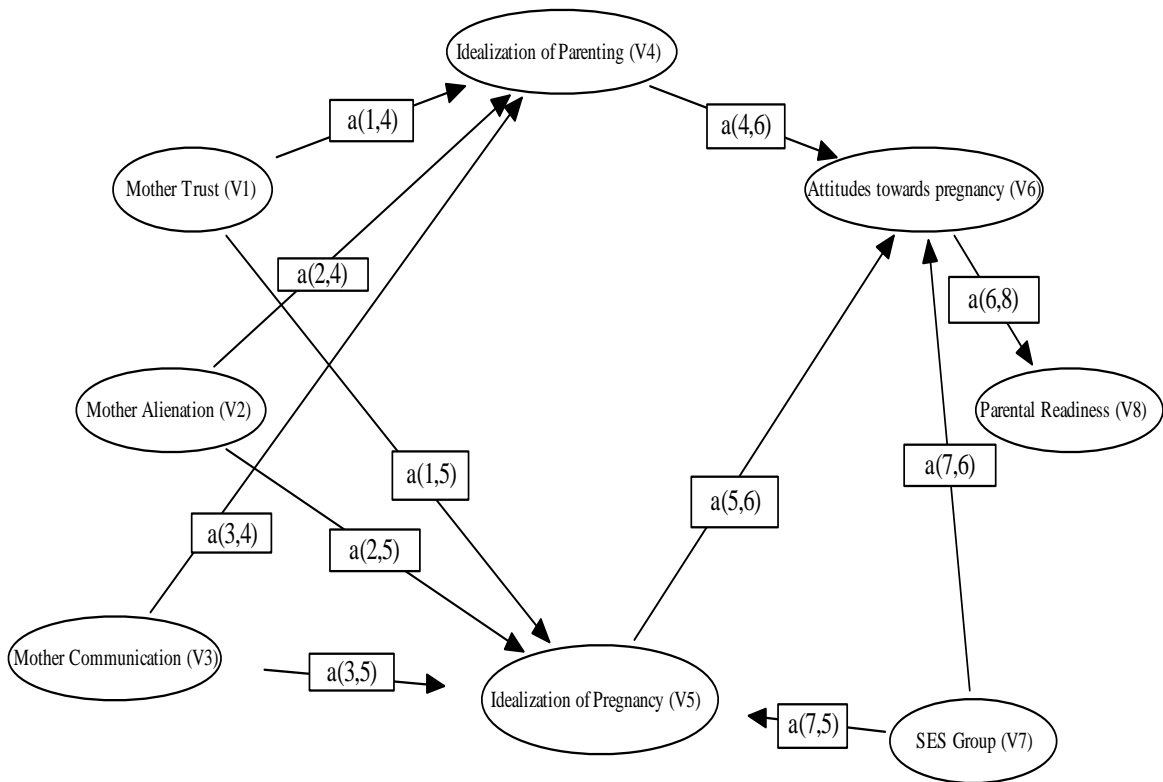 Idealization of Parenting (V4)
a(1,4)
a(4,6)
Mother Trust (V1)
Attitudes towards pregnancy (V6)
a(2,4)
a(6,8)
Mother Alienation (V2)
Parental Readiness (V8)
a(1,5)
a(7,6)
a(5,6)
a(3,4)
a(2,5)
Mother Communication (V3)
a(3,5)
Idealization of Pregnancy (V5)
a(7,5)
SES Group (V7)